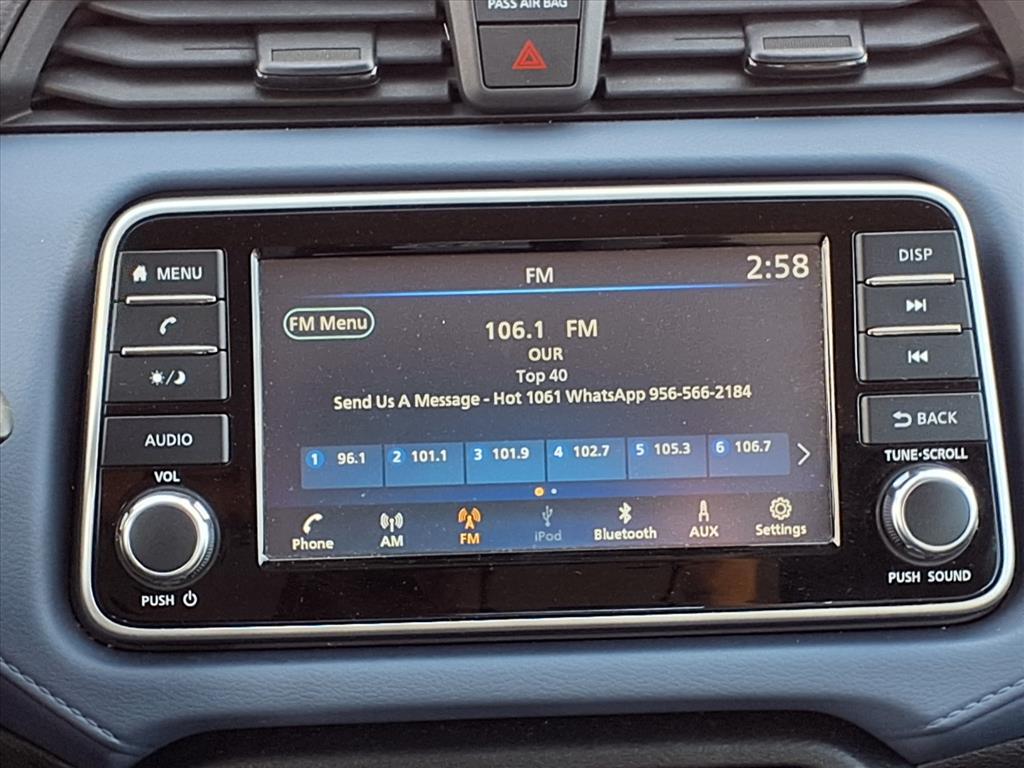 PASS AIR BAG
MENU
AUDIO
VOL
PUSH
FM
2:58
FM Menu
106.1 FM
OUR
Top 40
Send Us A Message - Hot 1061 WhatsApp 956-566-2184
1 96.1 2 101.1 3 101.9 4 102.7 5 105.3 6 106.7
Phone AM FM iPod Bluetooth AUX Settings
DISP
BACK
TUNE·SCROLL
PUSH SOUND